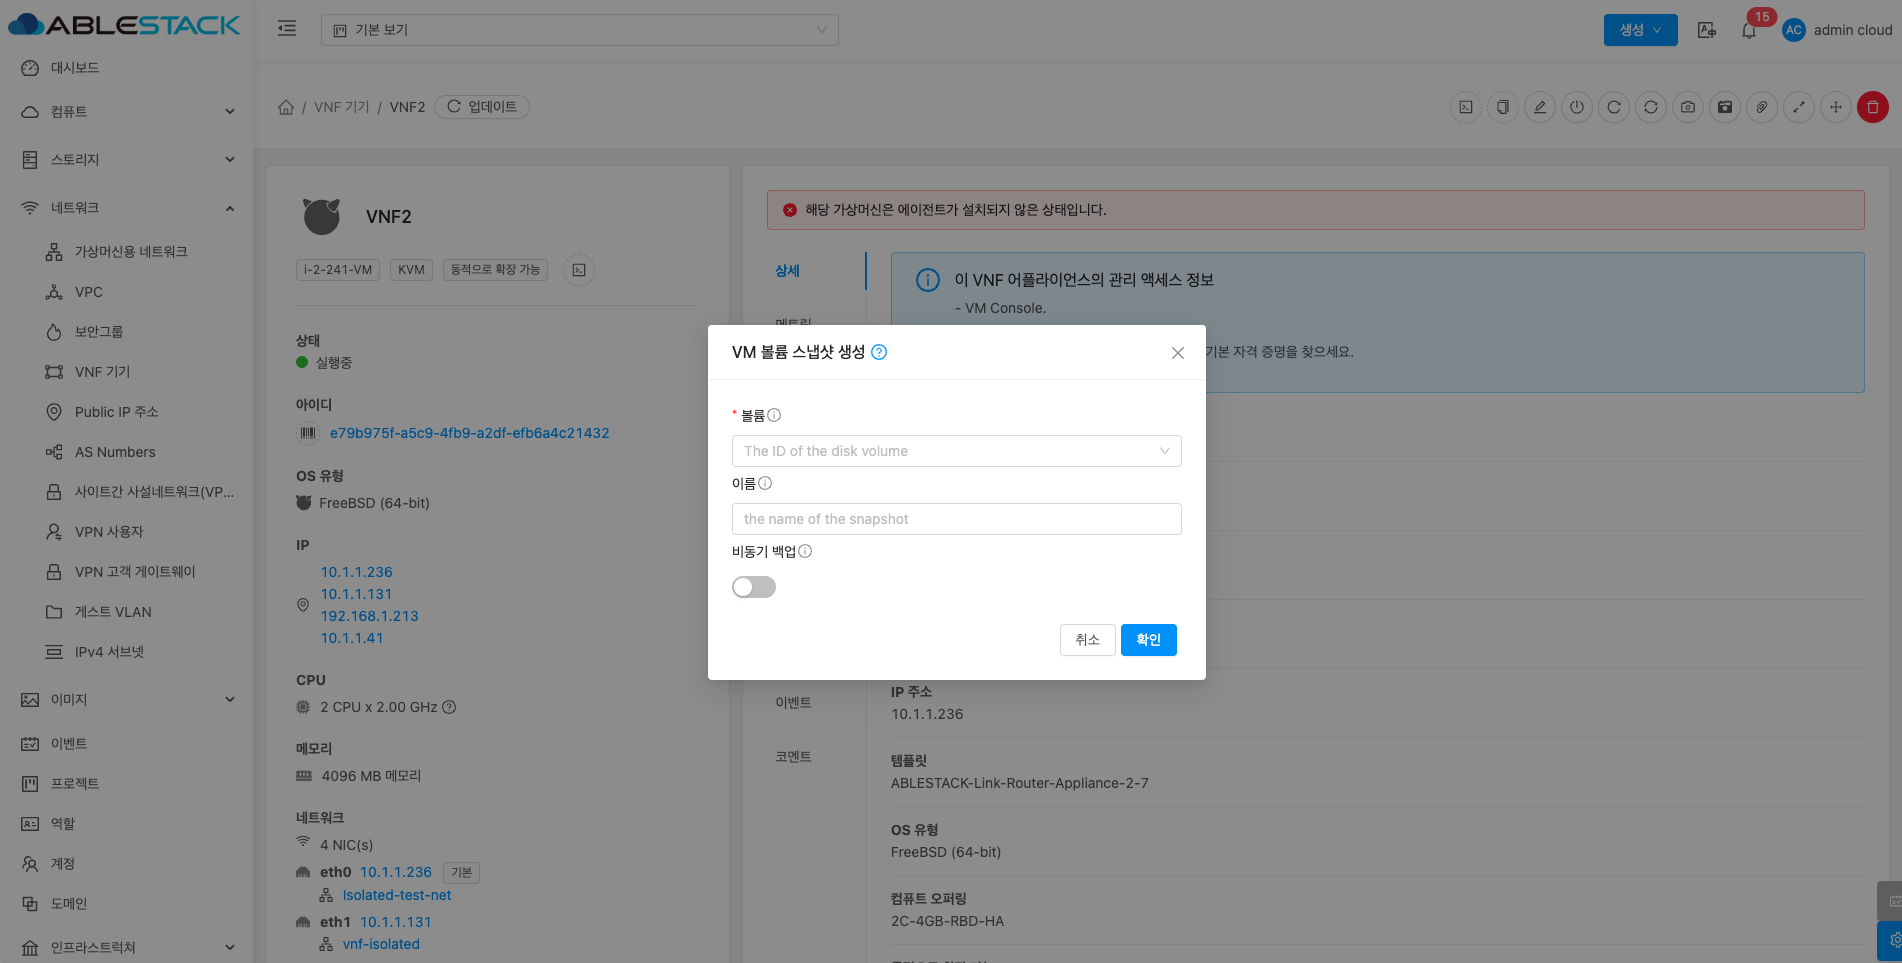 ABLESTACK
기본 보기
생성
15
AC
admin cloud
대시보드
컴퓨트
스토리지
네트워크
가상머신용 네트워크
VPC
보안그룹
VNF 기기
Public IP 주소
AS Numbers
사이트간 사설네트워크(VP...
VPN 사용자
VPN 고객 게이트웨이
게스트 VLAN
IPv4 서브넷
이미지
이벤트
프로젝트
역할
계정
도메인
인프라스트럭쳐
/ VNF 기기 / VNF2
업데이트
VNF2
i-2-241-VM
KVM
동적으로 확장 가능
상태
실행중
아이디
e79b975f-a5c9-4fb9-a2df-efb6a4c21432
OS 유형
FreeBSD (64-bit)
IP
10.1.1.236
10.1.1.131
192.168.1.213
10.1.1.41
CPU
2 CPU x 2.00 GHz
메모리
4096 MB 메모리
네트워크
4 NIC(s)
eth0 10.1.1.236 기본
Isolated-test-net
eth1 10.1.1.131
vnf-isolated
해당 가상머신은 에이전트가 설치되지 않은 상태입니다.
상세
메트릭
이벤트
코멘트
이 VNF 어플라이언스의 관리 액세스 정보
- VM Console.
기본 자격 증명을 찾으세요.
VM 볼륨 스냅샷 생성
* 볼륨
The ID of the disk volume
이름
the name of the snapshot
비동기 백업
취소
확인
IP 주소
10.1.1.236
템플릿
ABLESTACK-Link-Router-Appliance-2-7
OS 유형
FreeBSD (64-bit)
컴퓨트 오퍼링
2C-4GB-RBD-HA